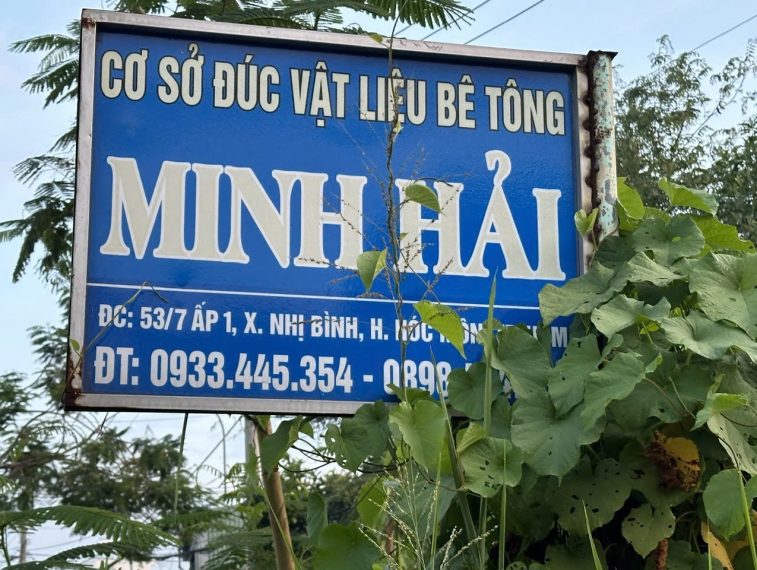 CƠ SỞ ĐÚC VẬT LIỆU BÊ TÔNG
MINH HẢI
ĐC: 53/7 ẤP 1, X. NHỊ BÌNH, H. HÓC
ĐT: 0933.445.354 - 0898